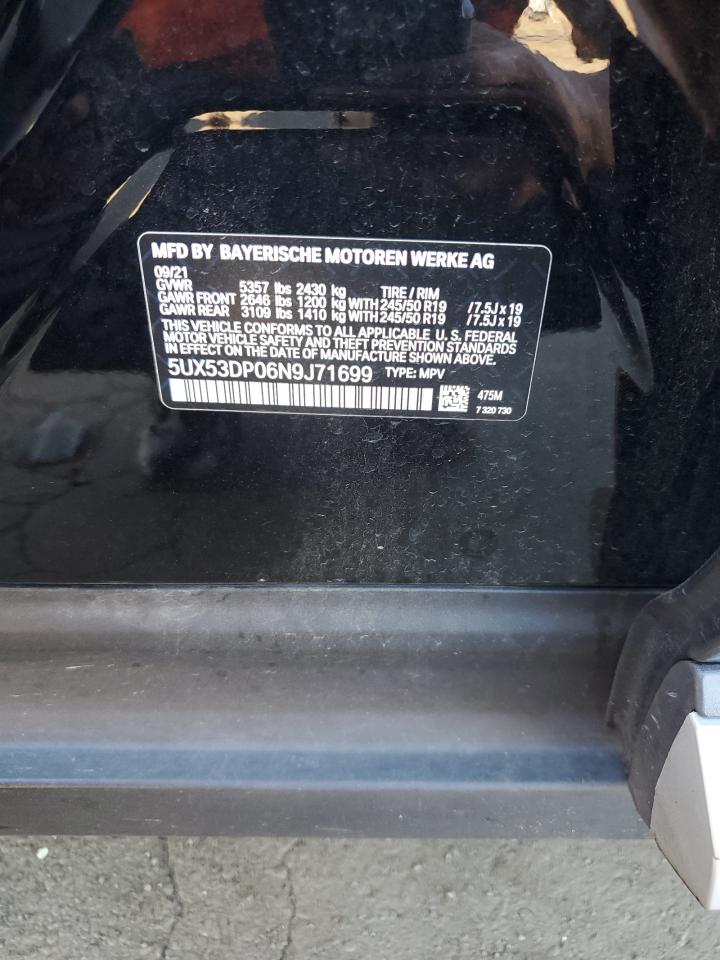 MFD BY BAYERISCHE MOTOREN WERKE AG
09/21
GVWR 5357 lbs 2430 kg TIRE / RIM
GAWR FRONT 2646 lbs 1200 kg WITH 245/50 R19 / 7.5J x 19
GAWR REAR 3109 lbs 1410 kg WITH 245/50 R19 / 7.5J x 19
THIS VEHICLE CONFORMS TO ALL APPLICABLE U. S. FEDERAL
MOTOR VEHICLE SAFETY AND THEFT PREVENTION STANDARDS
IN EFFECT ON THE DATE OF MANUFACTURE SHOWN ABOVE.
5UX53DP06N9J71699 TYPE: MPV
475M
7 320 730